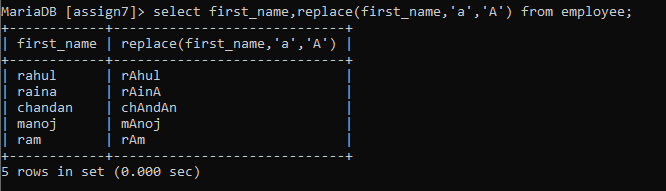 MariaDB [assign7]> select first_name,replace(first_name,'a','A') from employee;
+------------+-----------------------------+
| first_name | replace(first_name,'a','A') |
+------------+-----------------------------+
| rahul      | rAhul                       |
| raina      | rAinA                       |
| chandan    | chAndAn                     |
| manoj      | mAnoj                       |
| ram        | rAm                         |
+------------+-----------------------------+
5 rows in set (0.000 sec)